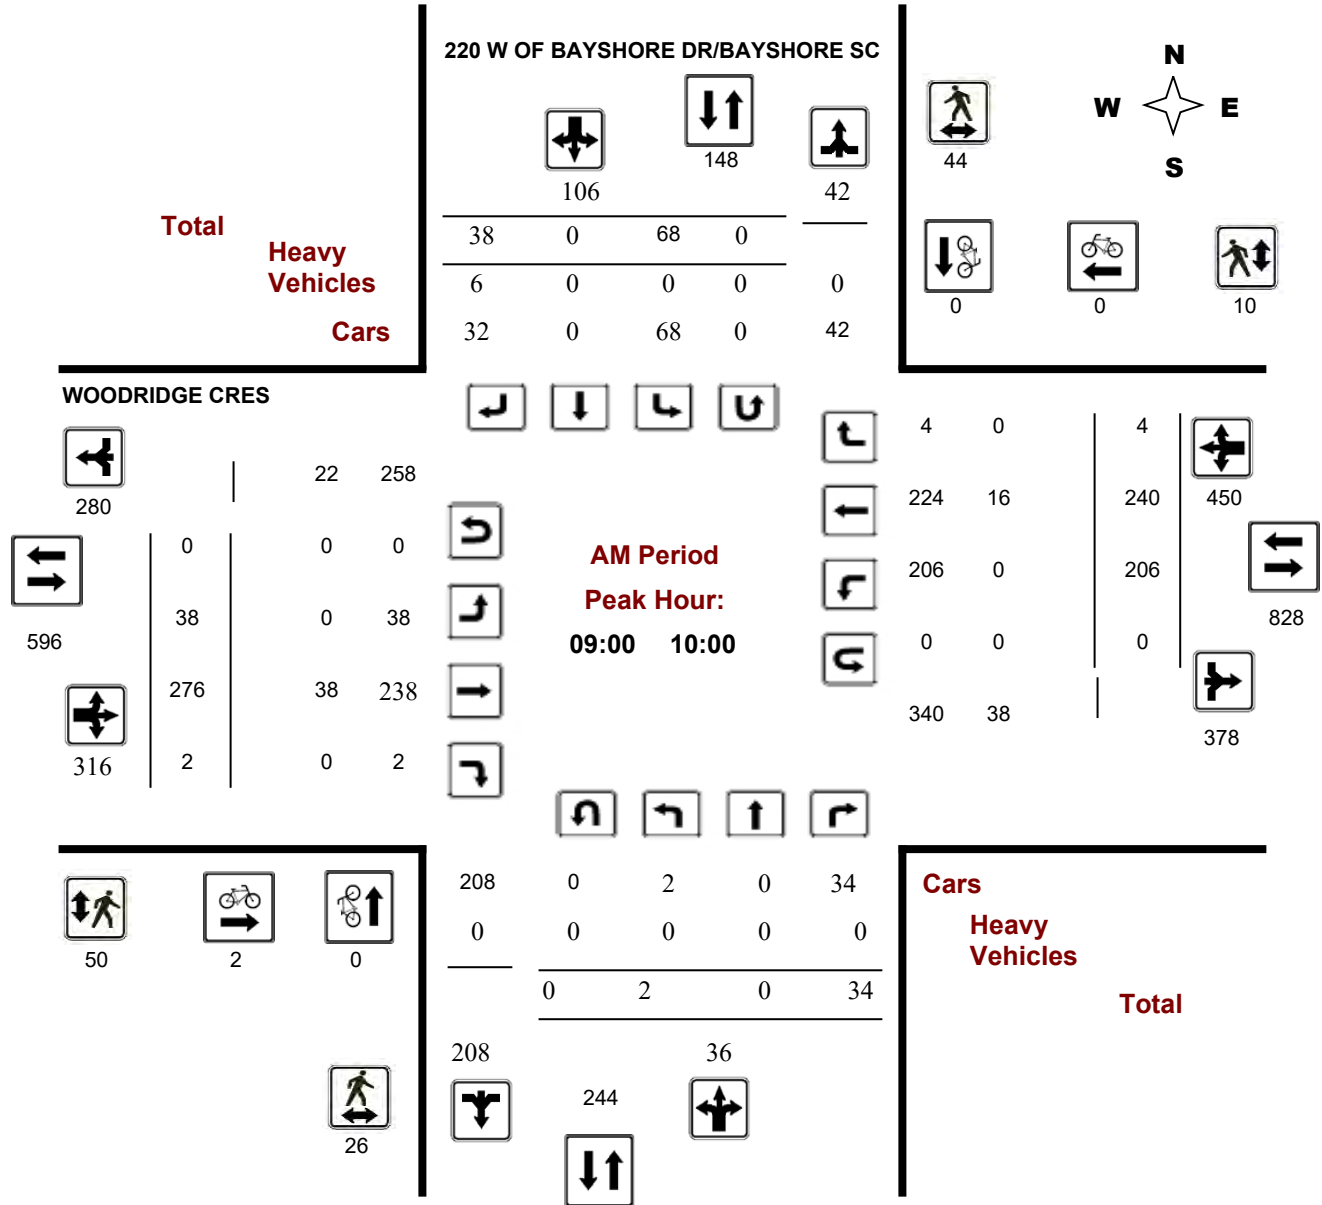 220 W OF BAYSHORE DR/BAYSHORE SC
N
W E
S
148
44
106 42
Total 38 0 68 0
Heavy
Vehicles 6 0 0 0 0
0 0 10
Cars 32 0 68 0 42
WOODRIDGE CRES
4 0 4
22 258
280
224 16 240 450
0 0 0
AM Period
206 0 206
Peak Hour:
38 0 38
828
596
09:00 10:00
0 0 0
276 38 238
340 38
378
316 2 0 2
208 0 2 0 34 Cars
0 0 0 0 0 Heavy
Vehicles
50 2 0
0 2 0 34 Total
208 36
244
26